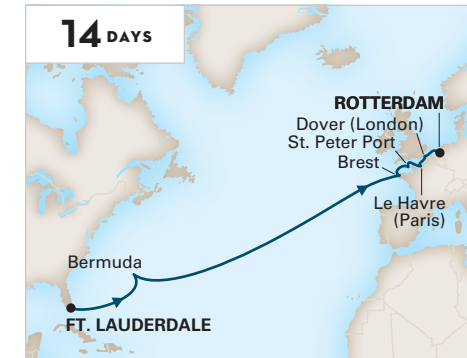 14 DAYS
ROTTERDAM
Dover (London)
St. Peter Port
Brest
Le Havre
(Paris)
Bermuda
FT. LAUDERDALE